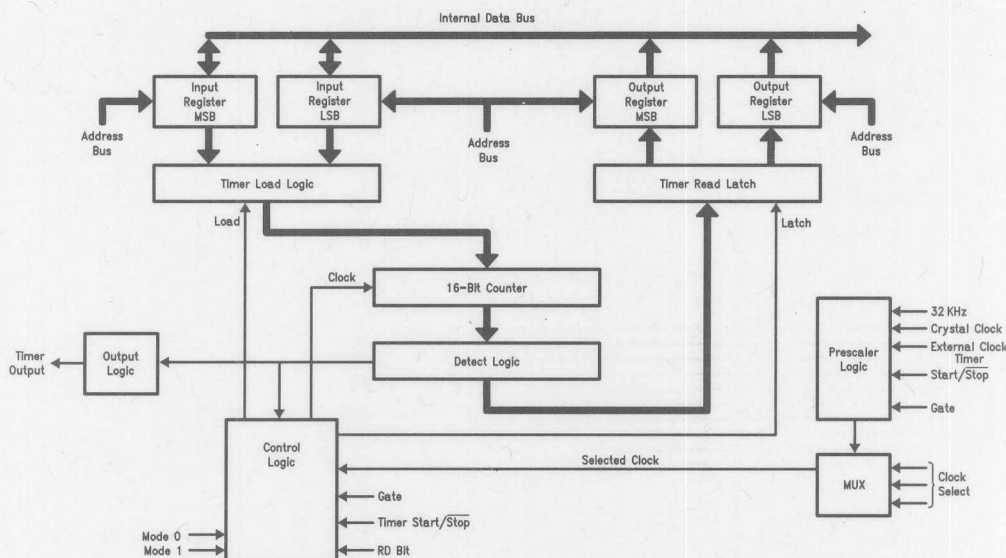 Internal Data Bus
Input
Register
MSB
Input
Register
LSB
Output
Register
MSB
Output
Register
LSB
Address
Bus
Address
Bus
Address
Bus
Timer Load Logic
Timer Read Latch
Load
Latch
Clock
16-Bit Counter
32 KHz
Crystal Clock
External Clock
Timer
Start/Stop
Gate
Prescaler
Logic
Timer
Output
Output
Logic
Detect Logic
Control
Logic
Selected Clock
MUX
Clock
Select
Gate
Timer Start/Stop
Mode 0
Mode 1
RD Bit